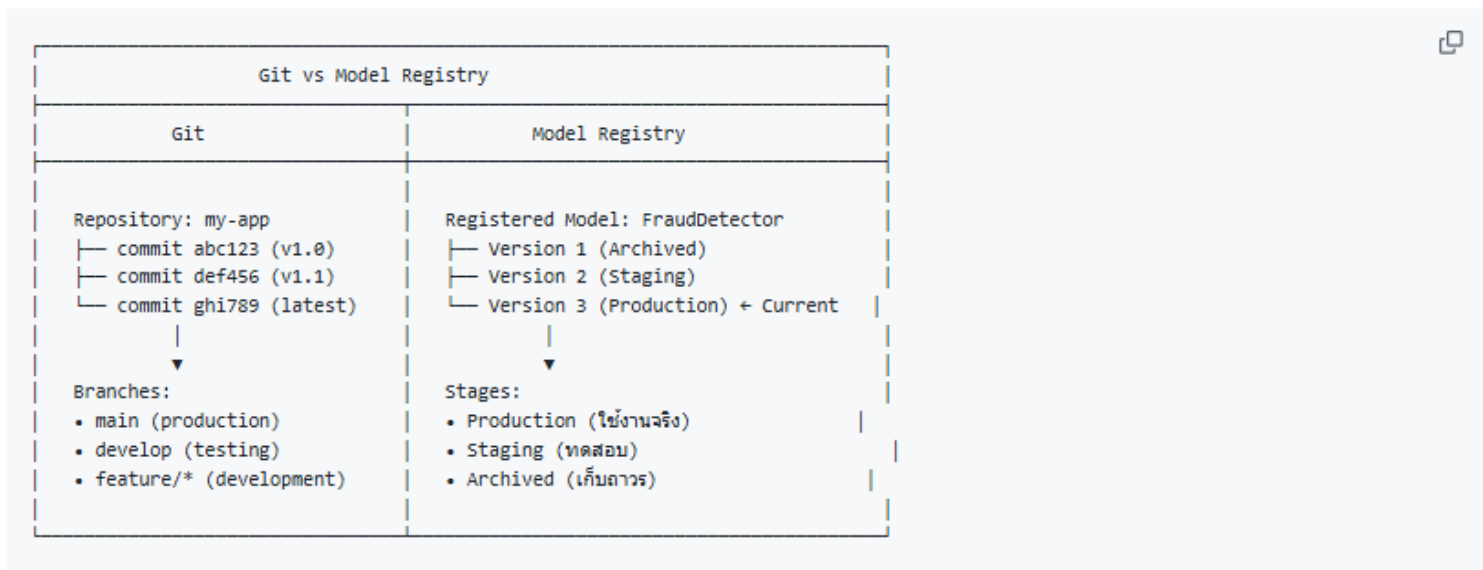 Git vs Model Registry
Git Model Registry
Repository: my-app Registered Model: FraudDetector
├── commit abc123 (v1.0) ├── Version 1 (Archived)
├── commit def456 (v1.1) ├── Version 2 (Staging)
└── commit ghi789 (latest) └── Version 3 (Production) ← Current
▼ ▼
Branches: Stages:
• main (production) • Production (ใช้งานจริง)
• develop (testing) • Staging (ทดสอบ)
• feature/* (development) • Archived (เก็บถาวร)